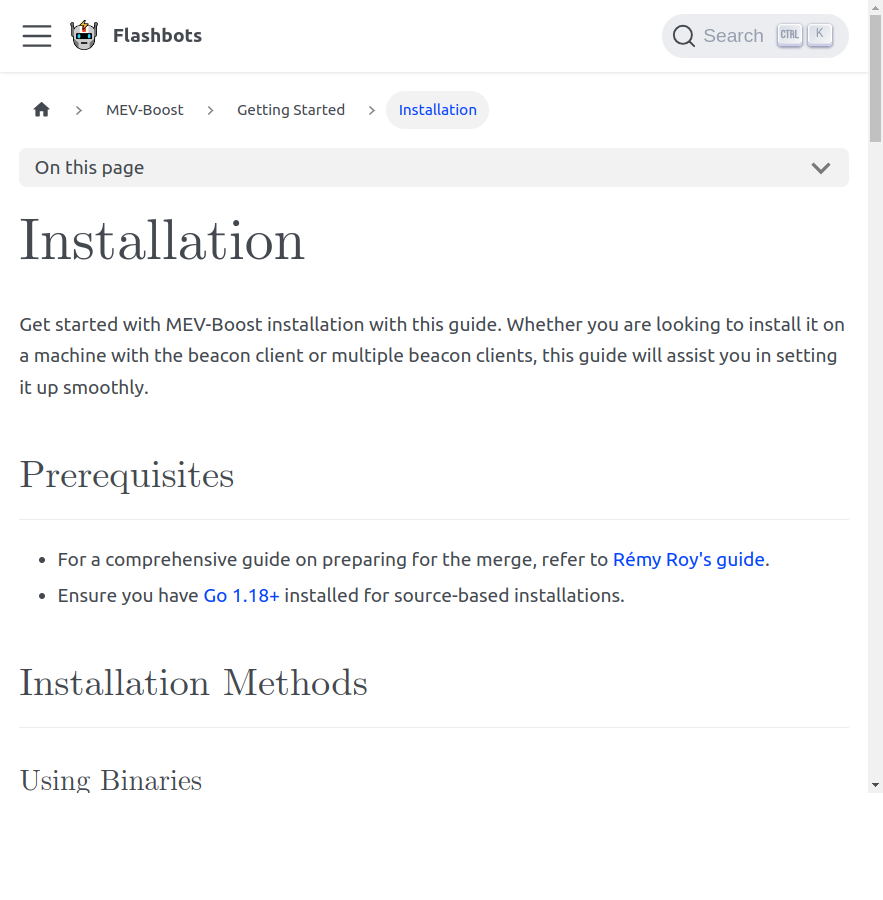 Flashbots
Search CTRL K
MEV-Boost Getting Started Installation
On this page
Installation
Get started with MEV-Boost installation with this guide. Whether you are looking to install it on
a machine with the beacon client or multiple beacon clients, this guide will assist you in setting
it up smoothly.
Prerequisites
• For a comprehensive guide on preparing for the merge, refer to Rémy Roy's guide.
• Ensure you have Go 1.18+ installed for source-based installations.
Installation Methods
Using Binaries